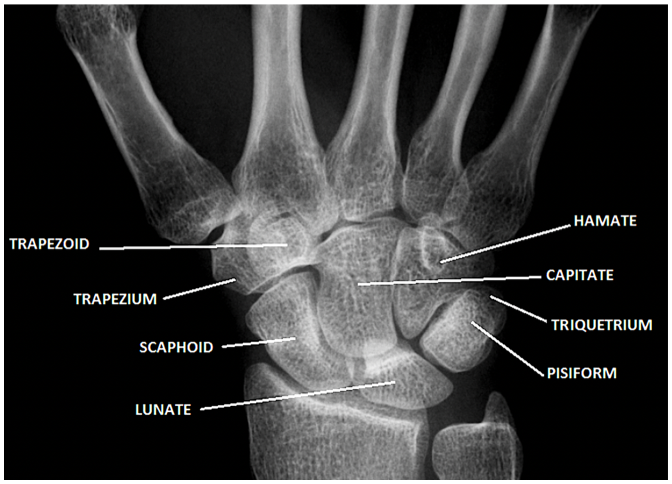 TRAPEZOID
TRAPEZIUM
SCAPHOID
LUNATE
HAMATE
CAPITATE
TRIQUETRIUM
PISIFORM